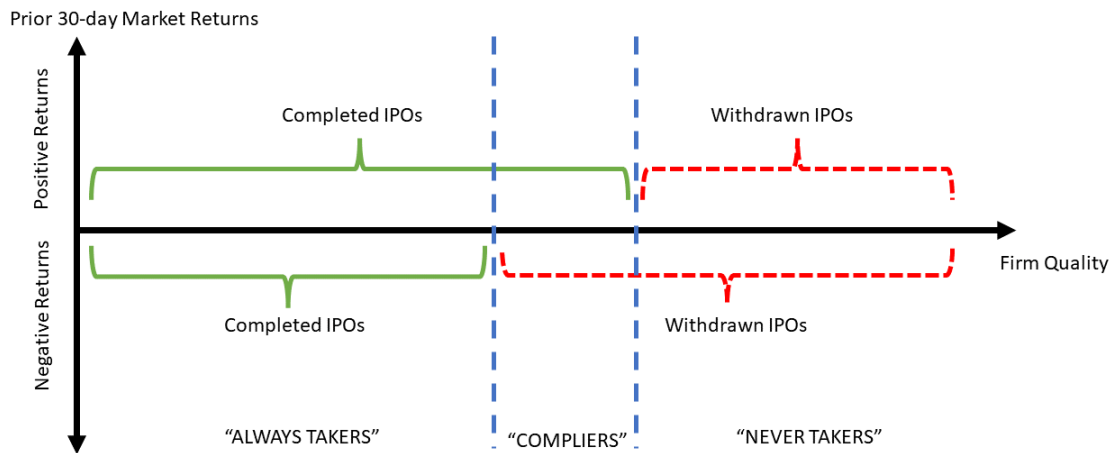 Prior 30-day Market Returns
Positive Returns
Completed IPOs
Withdrawn IPOs
Firm Quality
Negative Returns
Completed IPOs
Withdrawn IPOs
“ALWAYS TAKERS”
“COMPLIERS”
“NEVER TAKERS”